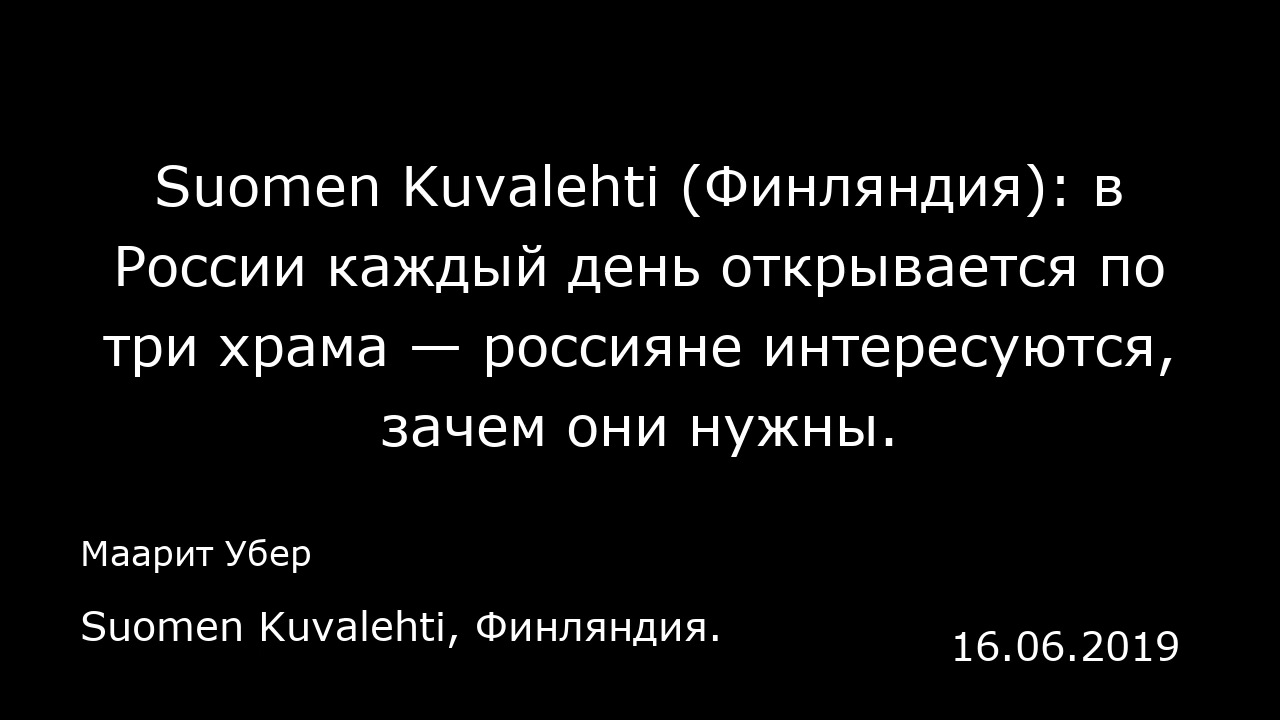 Suomen Kuvalehti (Финляндия): в
России каждый день открывается по
три храма — россияне интересуются,
зачем они нужны.
Маарит Убер
Suomen Kuvalehti, Финляндия.
16.06.2019